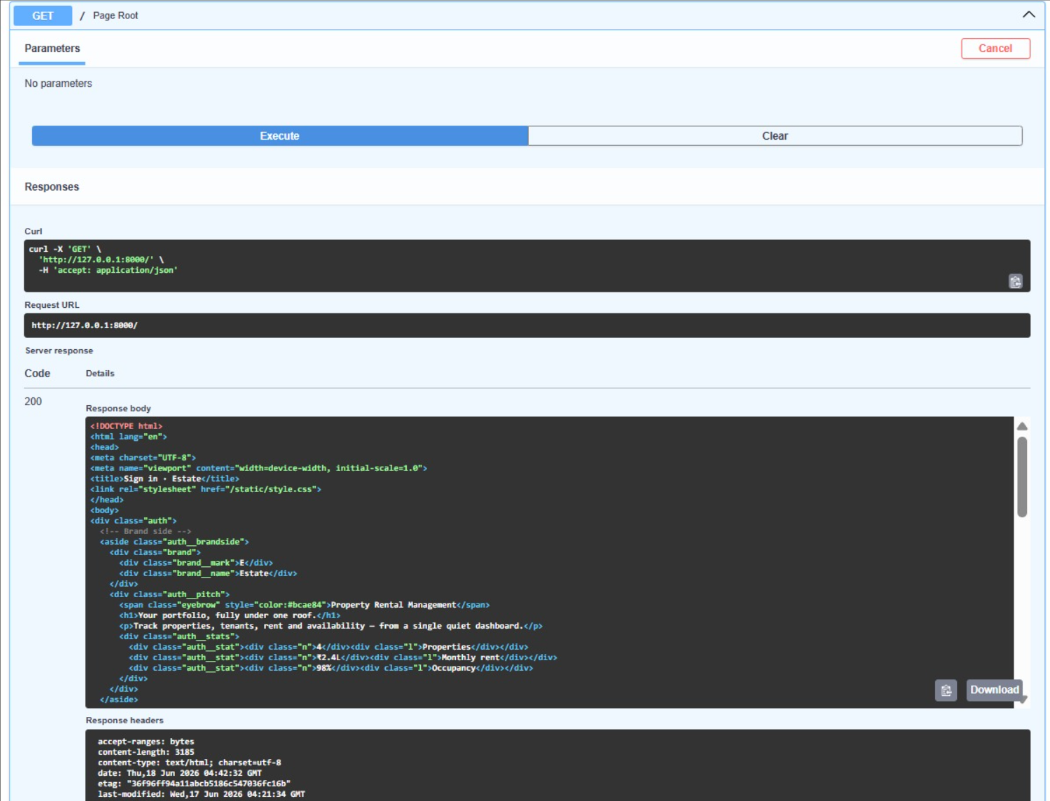 GET / Page Root
Parameters
Cancel
No parameters
Execute
Clear
Responses
Curl
curl -X 'GET' \
  'http://127.0.0.1:8000/' \
  -H 'accept: application/json'
Request URL
http://127.0.0.1:8000/
Server response
Code Details
200
Response body
<!DOCTYPE html>
<html lang="en">
<head>
<meta charset="UTF-8">
<meta name="viewport" content="width=device-width, initial-scale=1.0">
<title>Sign in · Estate</title>
<link rel="stylesheet" href="/static/style.css">
</head>
<body>
<div class="auth">
  <!-- Brand side -->
  <aside class="auth__brandside">
    <div class="brand">
      <div class="brand__mark">E</div>
      <div class="brand__name">Estate</div>
    </div>
    <div class="auth__pitch">
      <span class="eyebrow" style="color:#bcae84">Property Rental Management</span>
      <h1>Your portfolio, fully under one roof.</h1>
      <p>Track properties, tenants, rent and availability — from a single quiet dashboard.</p>
      <div class="auth__stats">
        <div class="auth__stat"><div class="n">4</div><div class="l">Properties</div></div>
        <div class="auth__stat"><div class="n">₹2.4L</div><div class="l">Monthly rent</div></div>
        <div class="auth__stat"><div class="n">98%</div><div class="l">Occupancy</div></div>
      </div>
    </div>
  </aside>
Download
Response headers
accept-ranges: bytes
content-length: 3185
content-type: text/html; charset=utf-8
date: Thu,18 Jun 2026 04:42:32 GMT
etag: "36f96ff94a11abcb5186c547036fc16b"
last-modified: Wed,17 Jun 2026 04:21:34 GMT